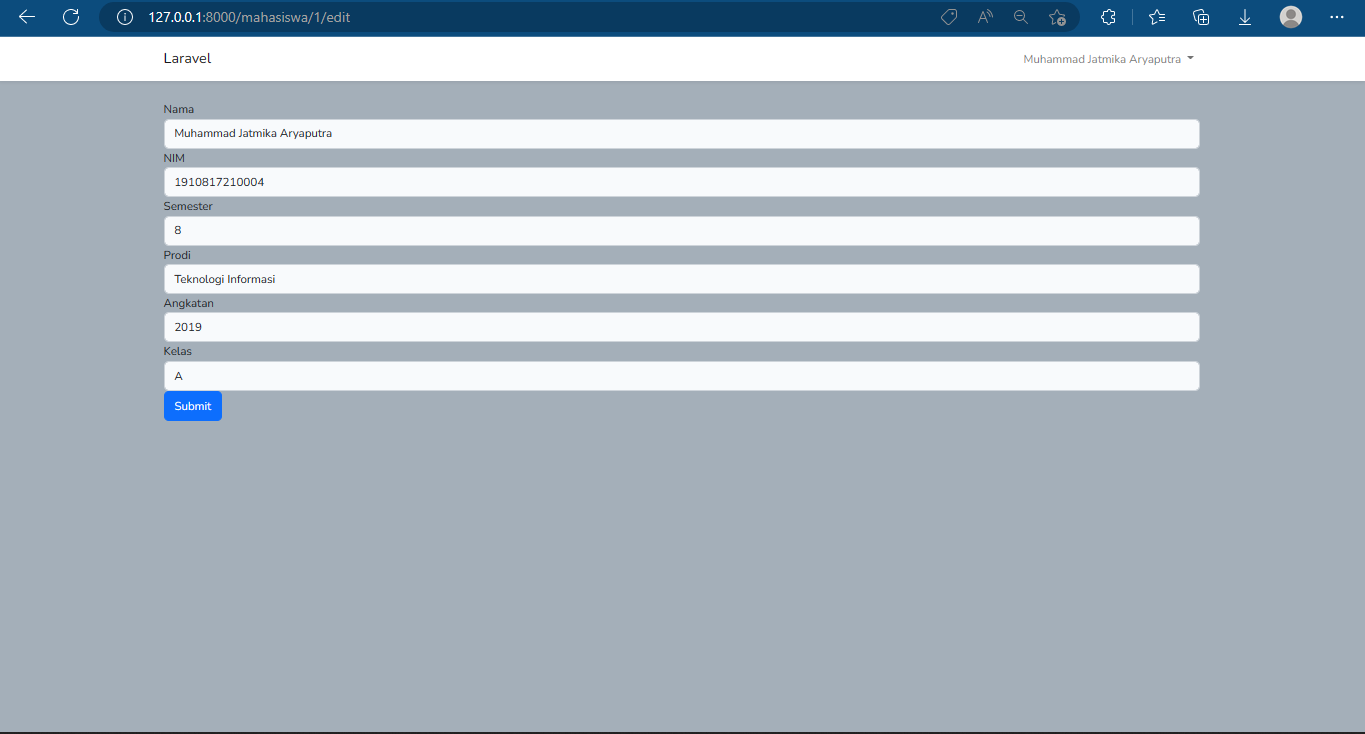 127.0.0.1:8000/mahasiswa/1/edit
Laravel
Muhammad Jatmika Aryaputra
Nama
Muhammad Jatmika Aryaputra
NIM
1910817210004
Semester
8
Prodi
Teknologi Informasi
Angkatan
2019
Kelas
A
Submit